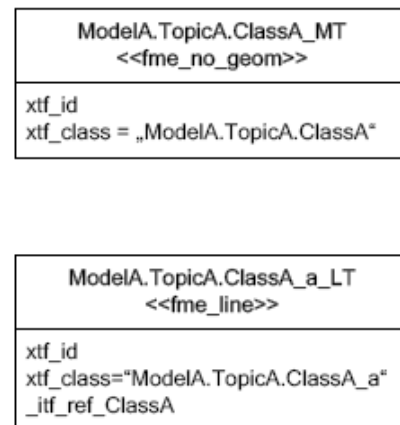 ModelA.TopicA.ClassA_MT
<<fme_no_geom>>
xtf_id
xtf_class = „ModelA.TopicA.ClassA“
ModelA.TopicA.ClassA_a_LT
<<fme_line>>
xtf_id
xtf_class=“ModelA.TopicA.ClassA_a“
_itf_ref_ClassA